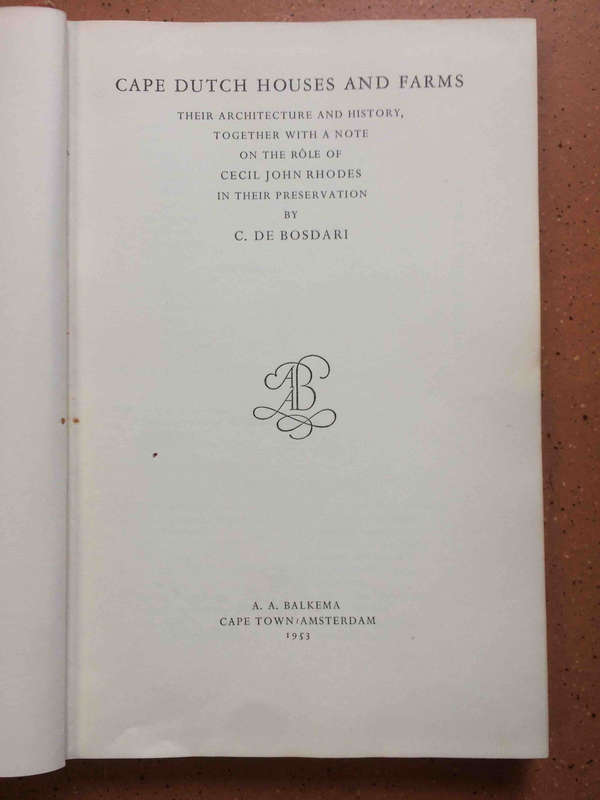 CAPE DUTCH HOUSES AND FARMS
THEIR ARCHITECTURE AND HISTORY,
TOGETHER WITH A NOTE
ON THE RÔLE OF
CECIL JOHN RHODES
IN THEIR PRESERVATION
BY
C. DE BOSDARI
AAB
A. A. BALKEMA
CAPE TOWN/AMSTERDAM
1953